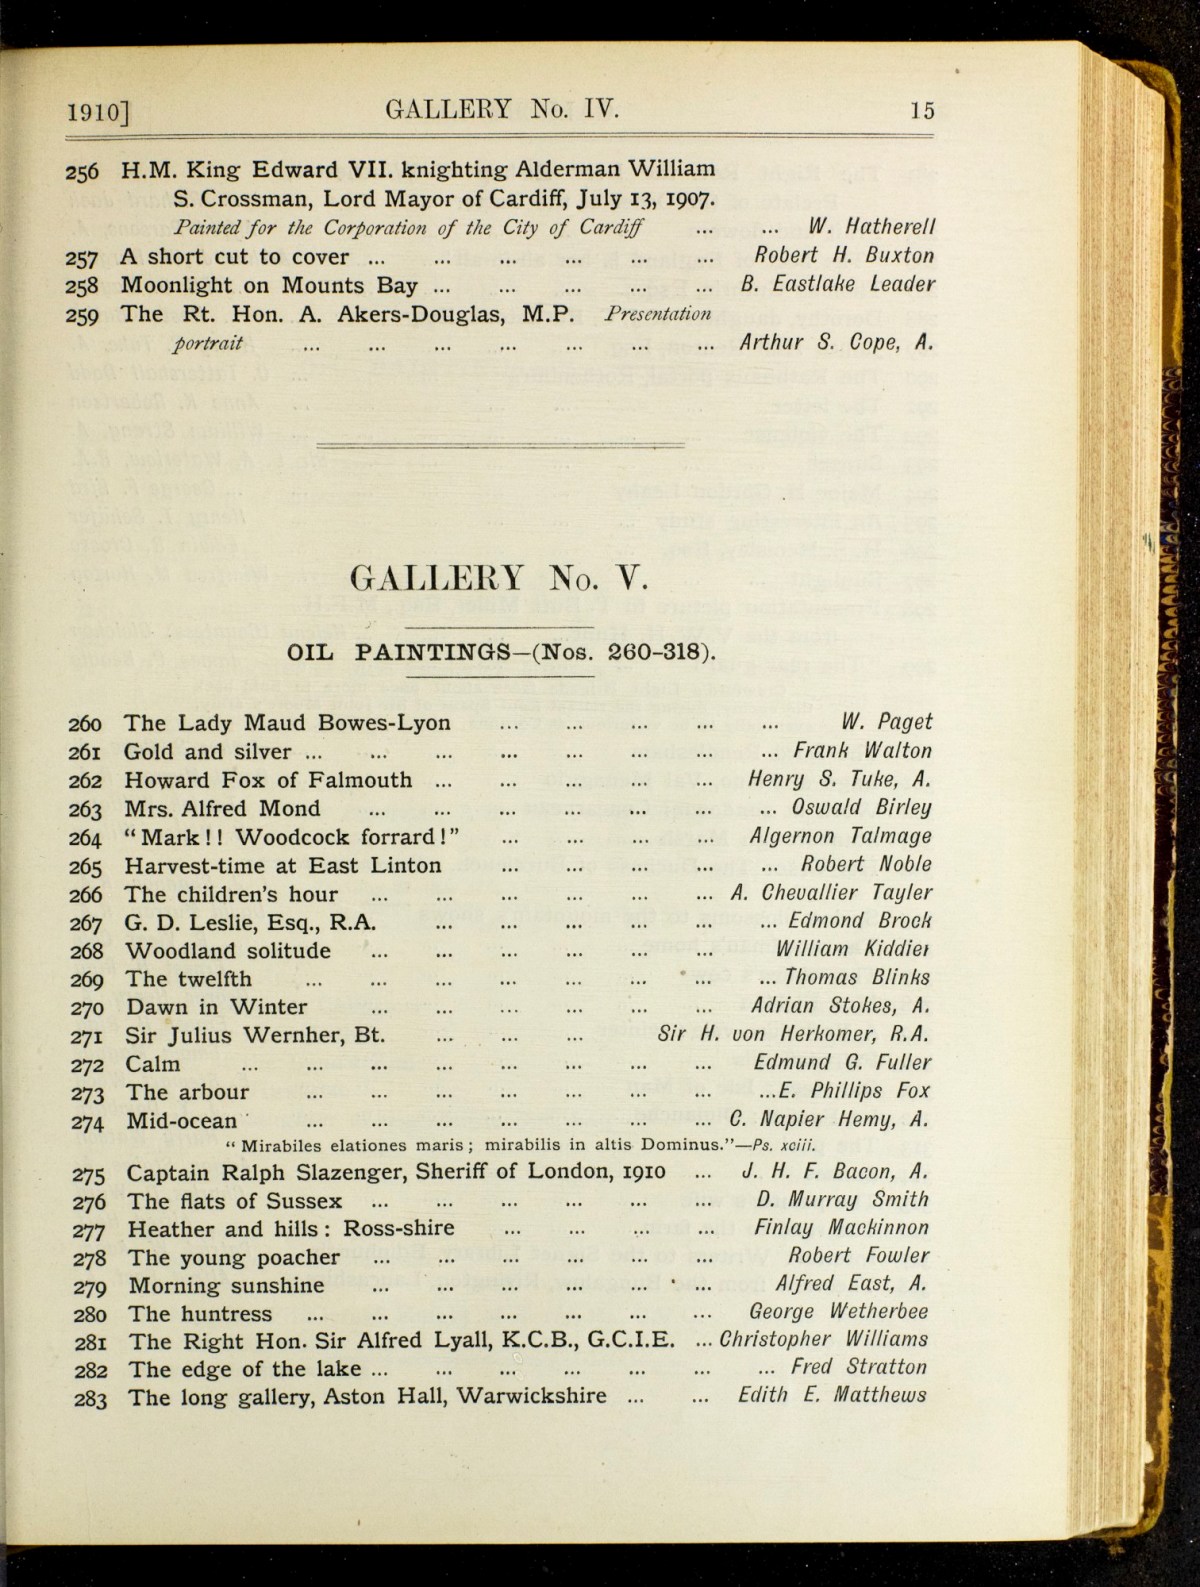 1910] GALLERY No. IV. 15
256 H.M. King Edward VII. knighting Alderman William
S. Crossman, Lord Mayor of Cardiff, July 13, 1907.
Painted for the Corporation of the City of Cardiff ... ... W. Hatherell
257 A short cut to cover ... ... ... ... ... ... Robert H. Buxton
258 Moonlight on Mounts Bay ... ... ... ... ... B. Eastlake Leader
259 The Rt. Hon. A. Akers-Douglas, M.P. Presentation
portrait ... ... ... ... ... ... ... Arthur S. Cope, A.
GALLERY No. V.
OIL PAINTINGS—(Nos. 260-318).
260 The Lady Maud Bowes-Lyon ... ... ... ... ... W. Paget
261 Gold and silver ... ... ... ... ... ... ... ... Frank Walton
262 Howard Fox of Falmouth ... ... ... ... ... Henry S. Tuke, A.
263 Mrs. Alfred Mond ... ... ... ... ... ... ... Oswald Birley
264 "Mark!! Woodcock forrard!" ... ... ... ... Algernon Talmage
265 Harvest-time at East Linton ... ... ... ... ... Robert Noble
266 The children's hour ... ... ... ... ... ... A. Chevallier Tayler
267 G. D. Leslie, Esq., R.A. ... ... ... ... ... ... Edmond Brock
268 Woodland solitude ... ... ... ... ... ... William Kiddier
269 The twelfth ... ... ... ... ... ... ... ... Thomas Blinks
270 Dawn in Winter ... ... ... ... ... ... Adrian Stokes, A.
271 Sir Julius Wernher, Bt. ... ... ... Sir H. von Herkomer, R.A.
272 Calm ... ... ... ... ... ... ... ... Edmund G. Fuller
273 The arbour ... ... ... ... ... ... ... ...E. Phillips Fox
274 Mid-ocean ... ... ... ... ... ... ... C. Napier Hemy, A.
"Mirabiles elationes maris; mirabilis in altis Dominus."—Ps. xciii.
275 Captain Ralph Slazenger, Sheriff of London, 1910 ... J. H. F. Bacon, A.
276 The flats of Sussex ... ... ... ... ... ... D. Murray Smith
277 Heather and hills: Ross-shire ... ... ... ... Finlay Mackinnon
278 The young poacher ... ... ... ... ... ... Robert Fowler
279 Morning sunshine ... ... ... ... ... ... Alfred East, A.
280 The huntress ... ... ... ... ... ... ... George Wetherbee
281 The Right Hon. Sir Alfred Lyall, K.C.B., G.C.I.E. ... Christopher Williams
282 The edge of the lake ... ... ... ... ... ... ... Fred Stratton
283 The long gallery, Aston Hall, Warwickshire ... ... Edith E. Matthews